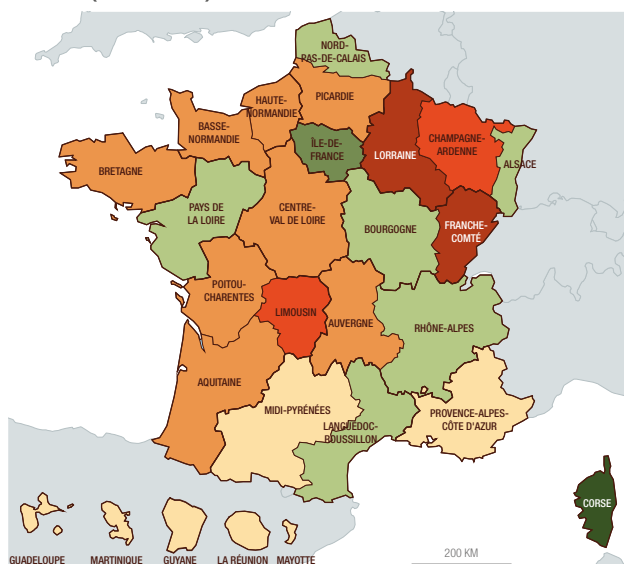 NORD-
PAS-DE-CALAIS
HAUTE-
NORMANDIE
PICARDIE
BASSE-
NORMANDIE
ÎLE-DE-
FRANCE
LORRAINE
CHAMPAGNE-
ARDENNE
ALSACE
BRETAGNE
PAYS DE
LA LOIRE
CENTRE-
VAL DE LOIRE
BOURGOGNE
FRANCHE-
COMTÉ
POITOU-
CHARENTES
LIMOUSIN
AUVERGNE
RHÔNE-ALPES
AQUITAINE
MIDI-PYRÉNÉES
LANGUEDOC-
ROUSSILLON
PROVENCE-ALPES-
CÔTE D'AZUR
CORSE
200 KM
GUADELOUPE
MARTINIQUE
GUYANE
LA RÉUNION
MAYOTTE